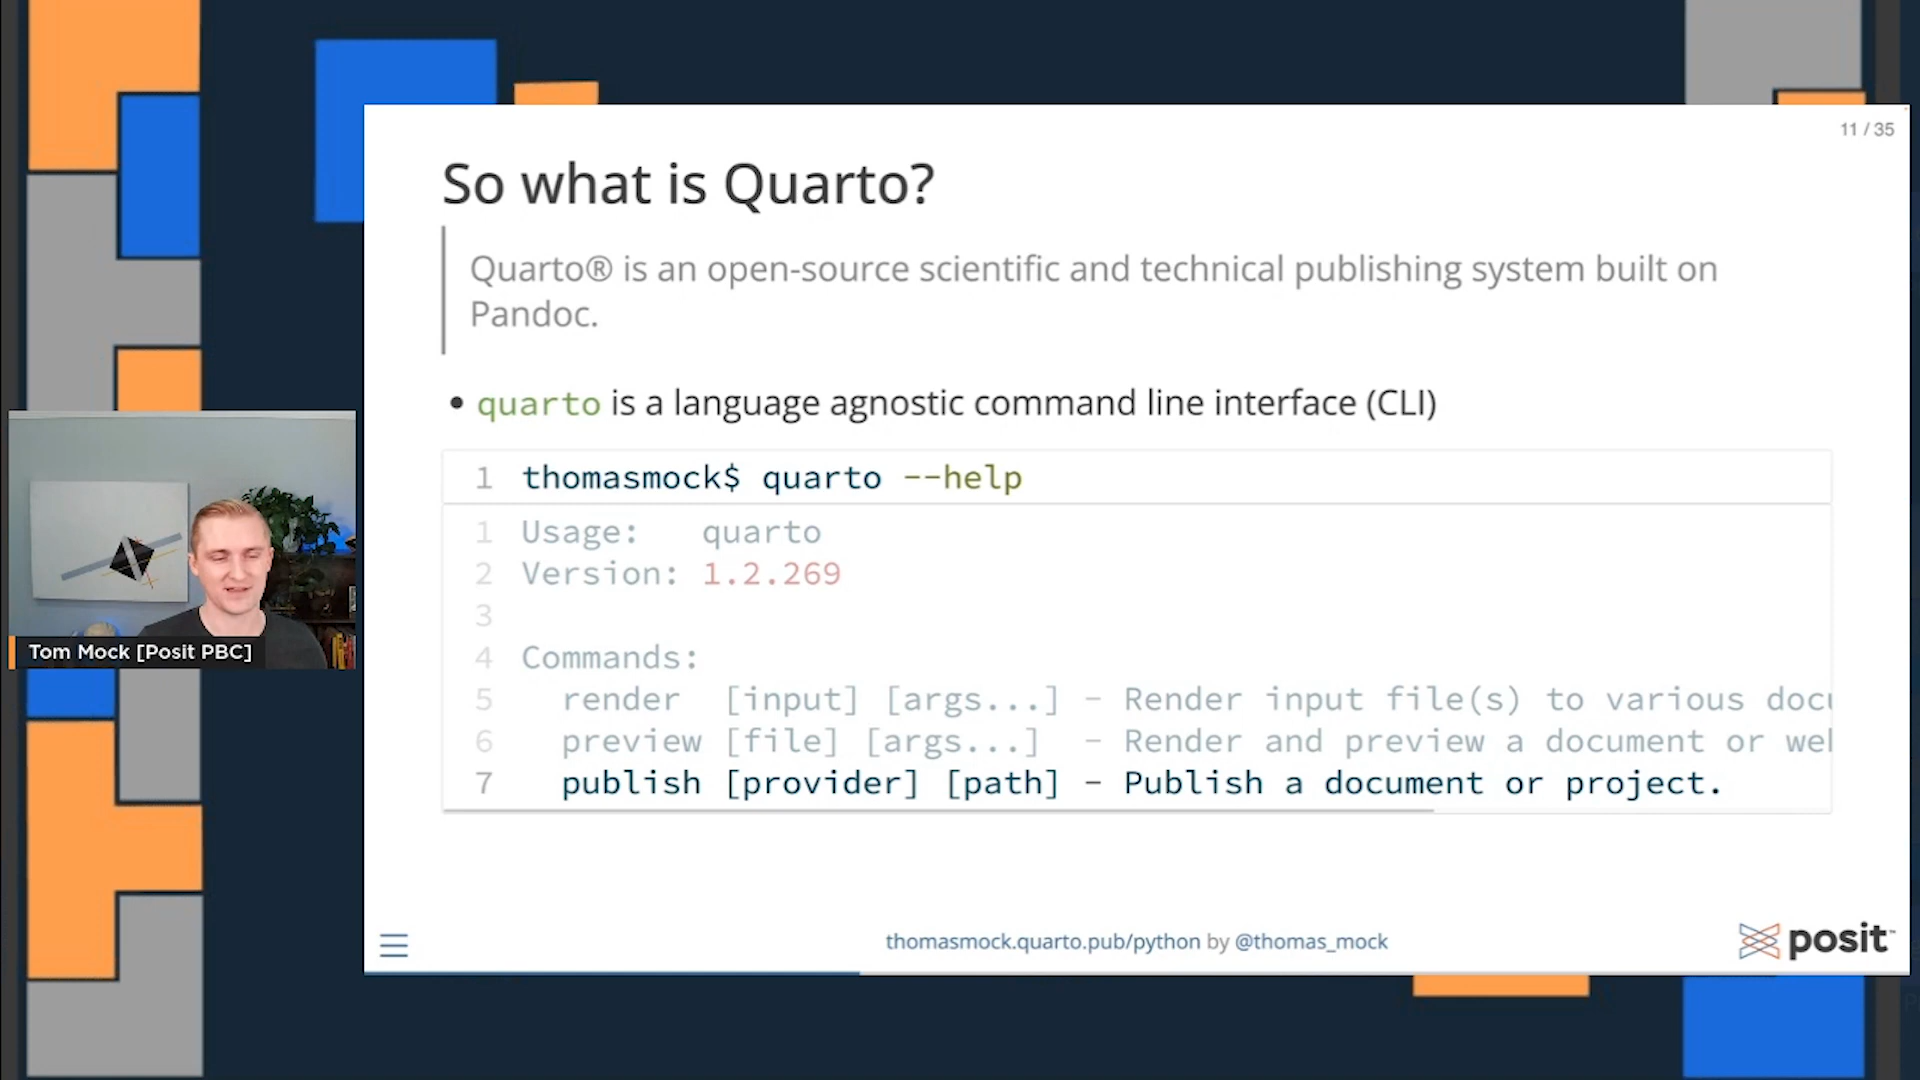 11 / 35
So what is Quarto?
Quarto® is an open-source scientific and technical publishing system built on
Pandoc.
• quarto is a language agnostic command line interface (CLI)
1 thomasmock$ quarto --help
1 Usage: quarto
2 Version: 1.2.269
3
4 Commands:
5 render [input] [args...] - Render input file(s) to various
6 preview [file] [args...] - Render and preview a document or
7 publish [provider] [path] - Publish a document or project.
Tom Mock [Posit PBC]
thomasmock.quarto.pub/python by @thomas_mock
posit™